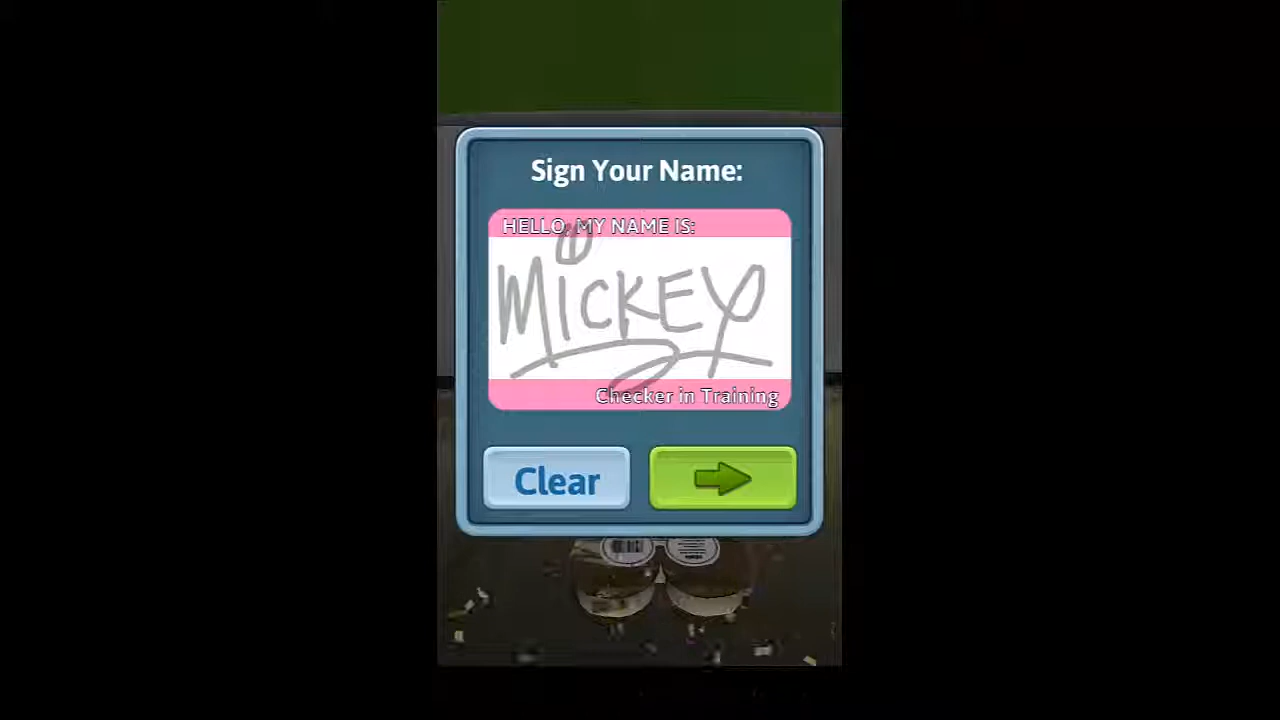 Sign Your Name:
HELLO, MY NAME IS:
MiCKEY
Checker in Training
Clear